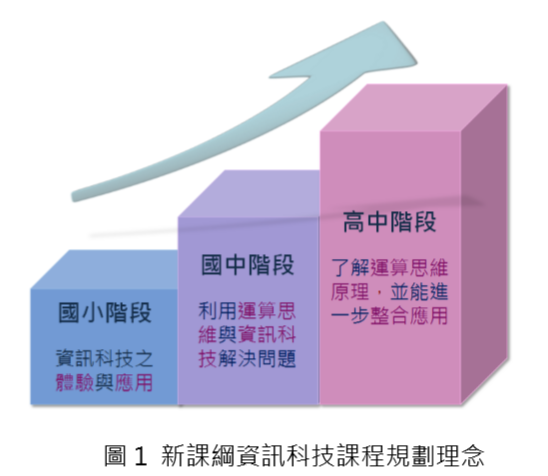 國小階段
資訊科技之
體驗與應用
國中階段
利用運算思
維與資訊科
技解決問題
高中階段
了解運算思維
原理，並能進
一步整合應用
圖 1 新課綱資訊科技課程規劃理念